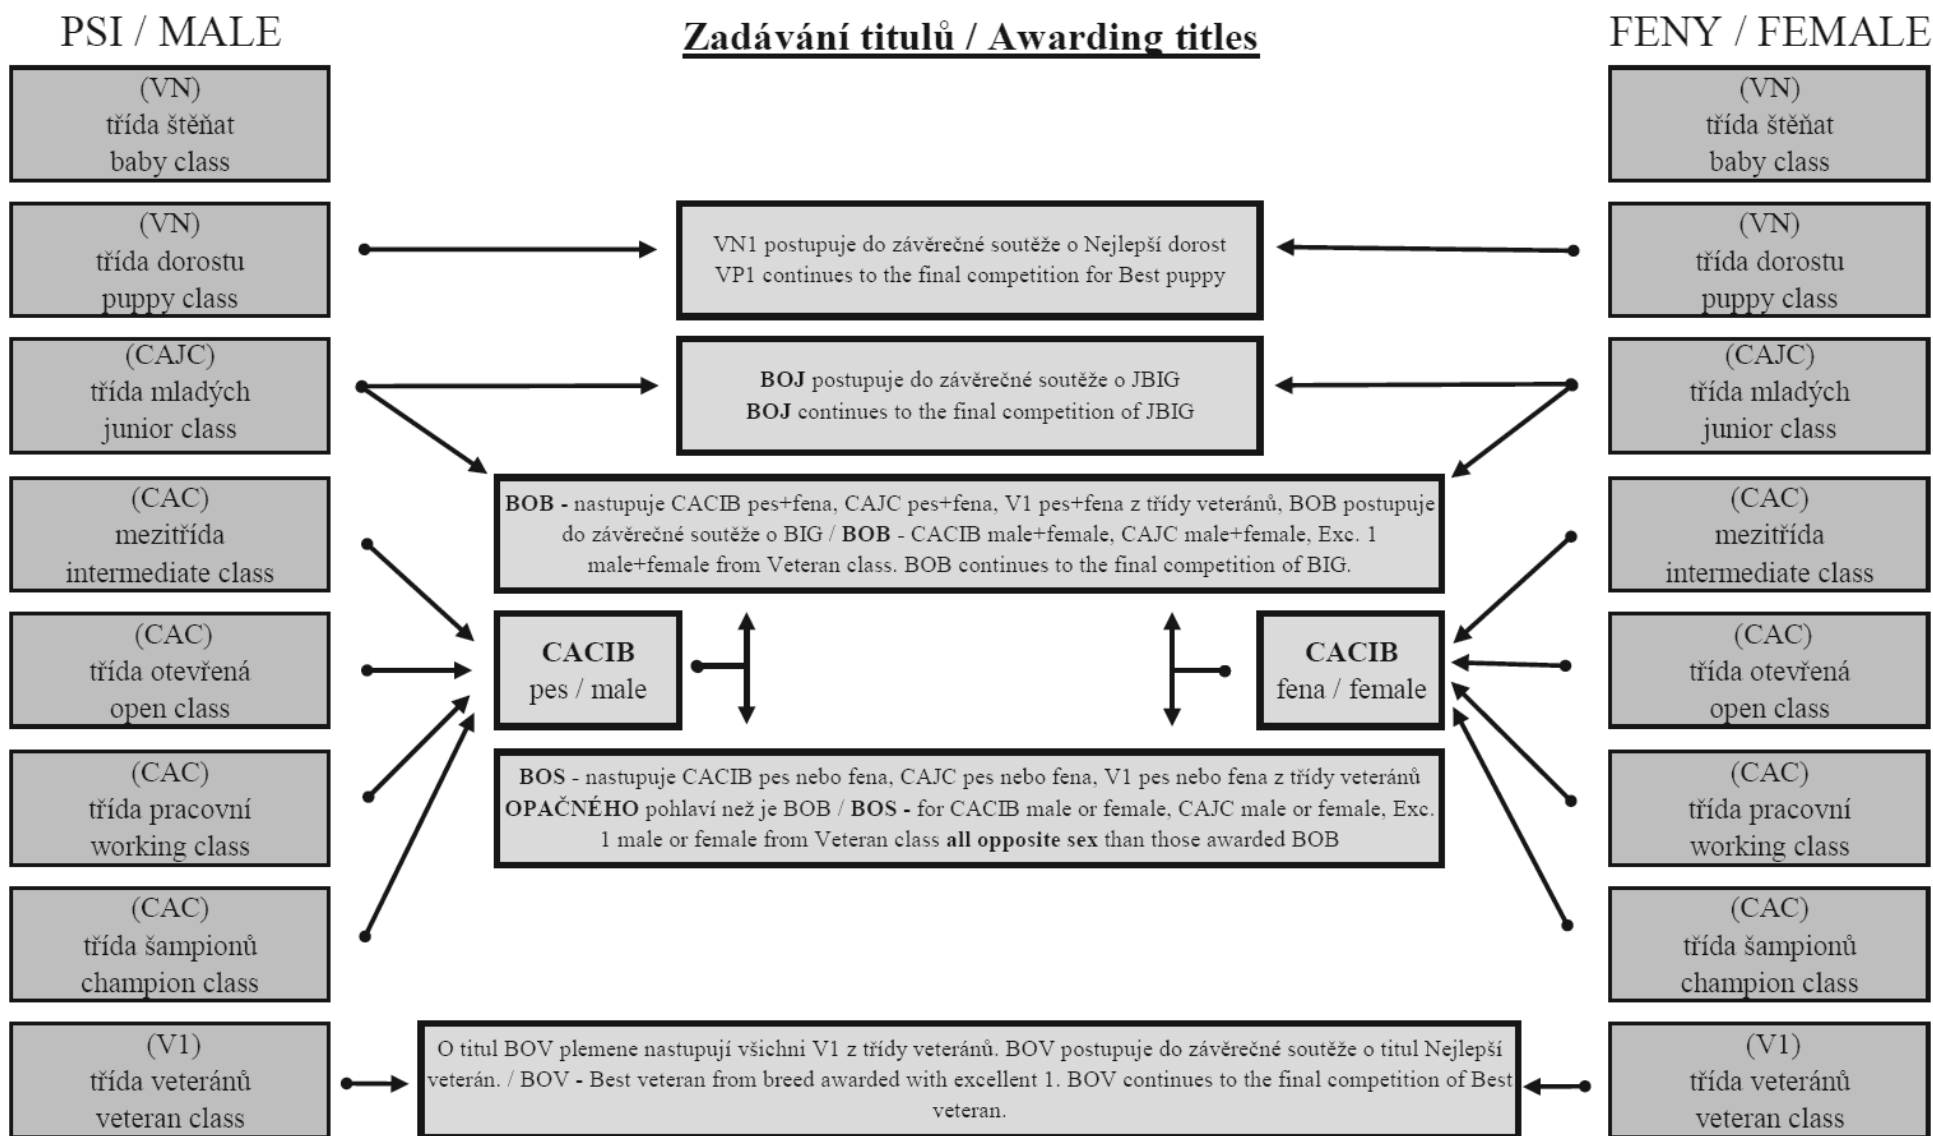 PSI / MALE
Zadávání titulů / Awarding titles
FENY / FEMALE
(VN)
třída štěňat
baby class
(VN)
třída dorostu
puppy class
(CAJC)
třída mladých
junior class
(CAC)
mezitřída
intermediate class
(CAC)
třída otevřená
open class
(CAC)
třída pracovní
working class
(CAC)
třída šampionů
champion class
(V1)
třída veteránů
veteran class
VN1 postupuje do závěrečné soutěže o Nejlepší dorost
VP1 continues to the final competition for Best puppy
BOJ postupuje do závěrečné soutěže o JBIG
BOJ continues to the final competition of JBIG
BOB - nastupuje CACIB pes+fena, CAJC pes+fena, V1 pes+fena z třídy veteránů, BOB postupuje
do závěrečné soutěže o BIG / BOB - CACIB male+female, CAJC male+female, Exc. 1
male+female from Veteran class. BOB continues to the final competition of BIG.
CACIB
pes / male
CACIB
fena / female
BOS - nastupuje CACIB pes nebo fena, CAJC pes nebo fena, V1 pes nebo fena z třídy veteránů
OPAČNÉHO pohlaví než je BOB / BOS - for CACIB male or female, CAJC male or female, Exc.
1 male or female from Veteran class all opposite sex than those awarded BOB
O titul BOV plemene nastupují všichni V1 z třídy veteránů. BOV postupuje do závěrečné soutěže o titul Nejlepší
veterán. / BOV - Best veteran from breed awarded with excellent 1. BOV continues to the final competition of Best
veteran.
(VN)
třída štěňat
baby class
(VN)
třída dorostu
puppy class
(CAJC)
třída mladých
junior class
(CAC)
mezitřída
intermediate class
(CAC)
třída otevřená
open class
(CAC)
třída pracovní
working class
(CAC)
třída šampionů
champion class
(V1)
třída veteránů
veteran class